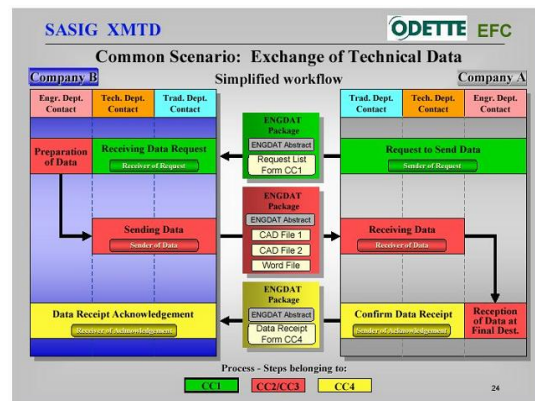 SASIG XMTD
ODETTE EFC
Common Scenario: Exchange of Technical Data
Company B
Simplified workflow
Company A
Engr. Dept.
Contact
Tech. Dept.
Contact
Trad. Dept.
Contact
Trad. Dept.
Contact
Tech. Dept.
Contact
Engr. Dept.
Contact
ENGDAT
Package
ENGDAT Abstract
Request List
Form CC1
Preparation
of Data
Receiving Data Request
Receiver of Request
Request to Send Data
Sender of Request
ENGDAT
Package
ENGDAT Abstract
CAD File 1
CAD File 2
Word File
Sending Data
Sender of Data
Receiving Data
Receiver of Data
ENGDAT
Package
ENGDAT Abstract
Data Receipt
Form CC4
Data Receipt Acknowledgement
Receiver of Acknowledgement
Confirm Data Receipt
Sender of Acknowledgement
Reception
of Data at
Final Dest.
Process - Steps belonging to:
CC1
CC2/CC3
CC4
24